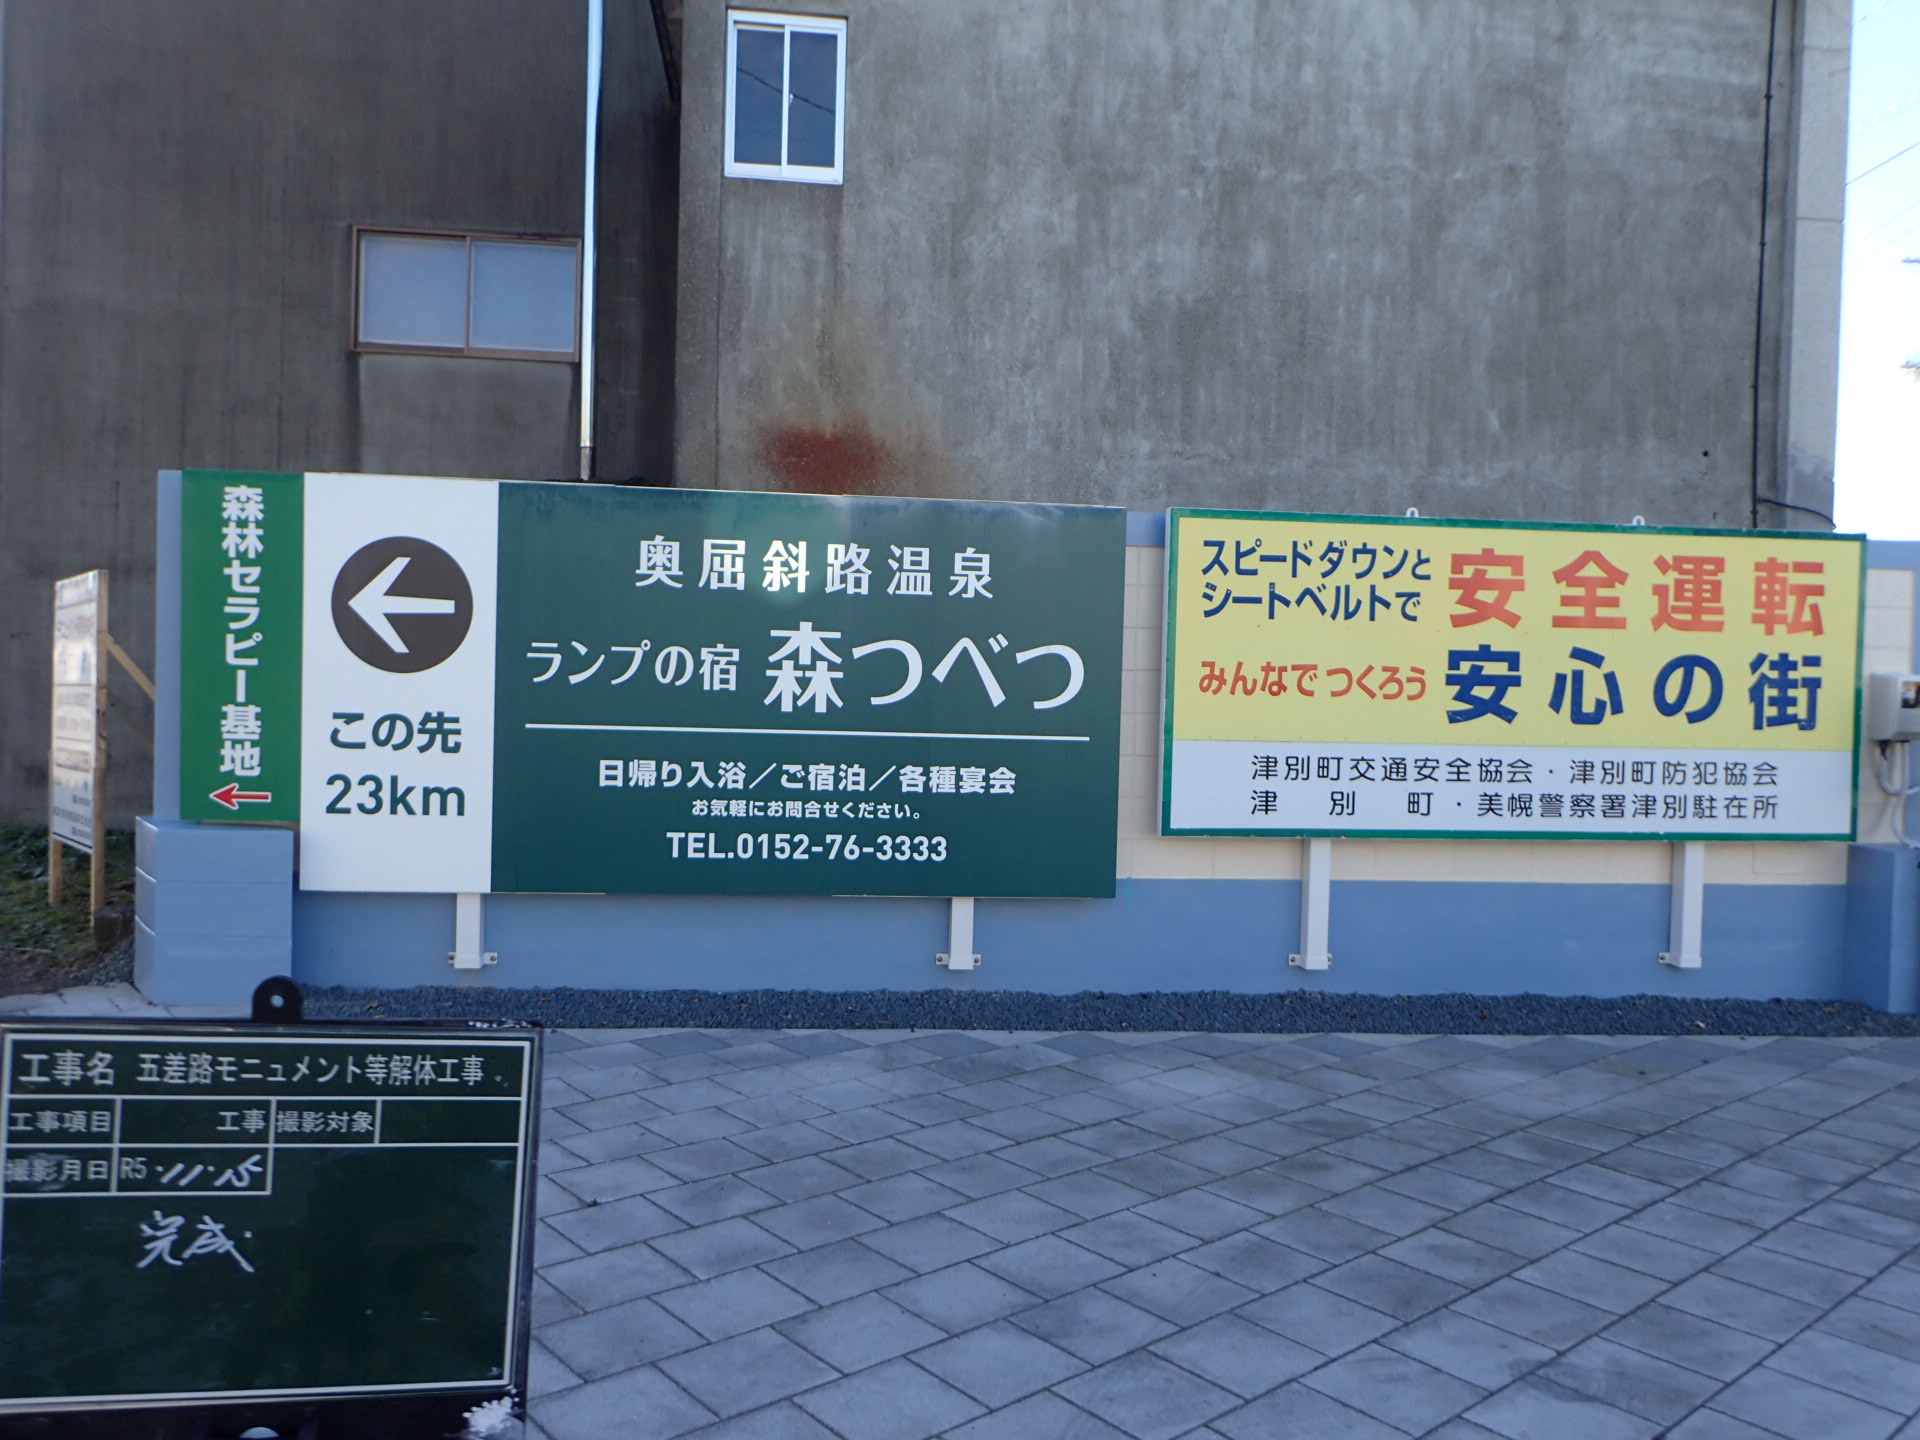 森林セラピー基地
この先
23km
奥屈斜路温泉
ランプの宿 森つべつ
日帰り入浴／ご宿泊／各種宴会
お気軽にお問合せください。
TEL.0152-76-3333
スピードダウンと
シートベルトで
安全運転
みんなでつくろう 安心の街
津別町交通安全協会・津別町防犯協会
津別町・美幌警察署津別駐在所
工事名 五差路モニュメント等解体工事
工事項目 工事 撮影対象
撮影月日 R5・11・15
完成